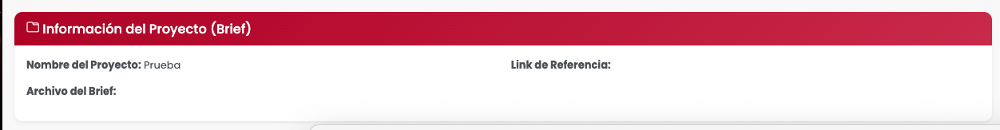 Información del Proyecto (Brief)
Nombre del Proyecto: Prueba
Link de Referencia:
Archivo del Brief: